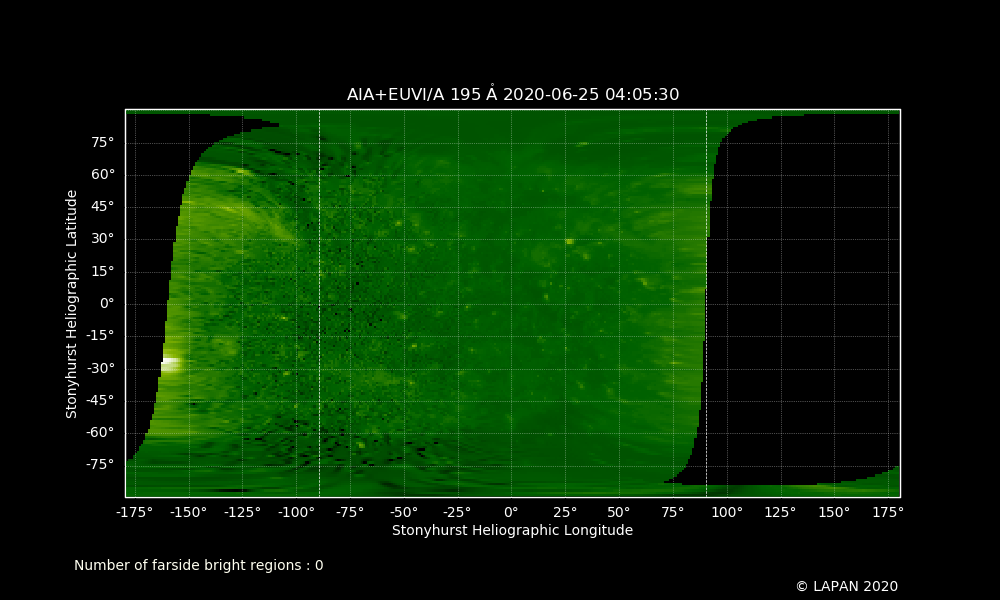 AIA+EUVI/A 195 Å 2020-06-25 04:05:30
75°
60°
45°
30°
15°
0°
-15°
-30°
-45°
-60°
-75°
Stonyhurst Heliographic Latitude
-175° -150° -125° -100° -75° -50° -25° 0° 25° 50° 75° 100° 125° 150° 175°
Stonyhurst Heliographic Longitude
Number of farside bright regions : 0
© LAPAN 2020